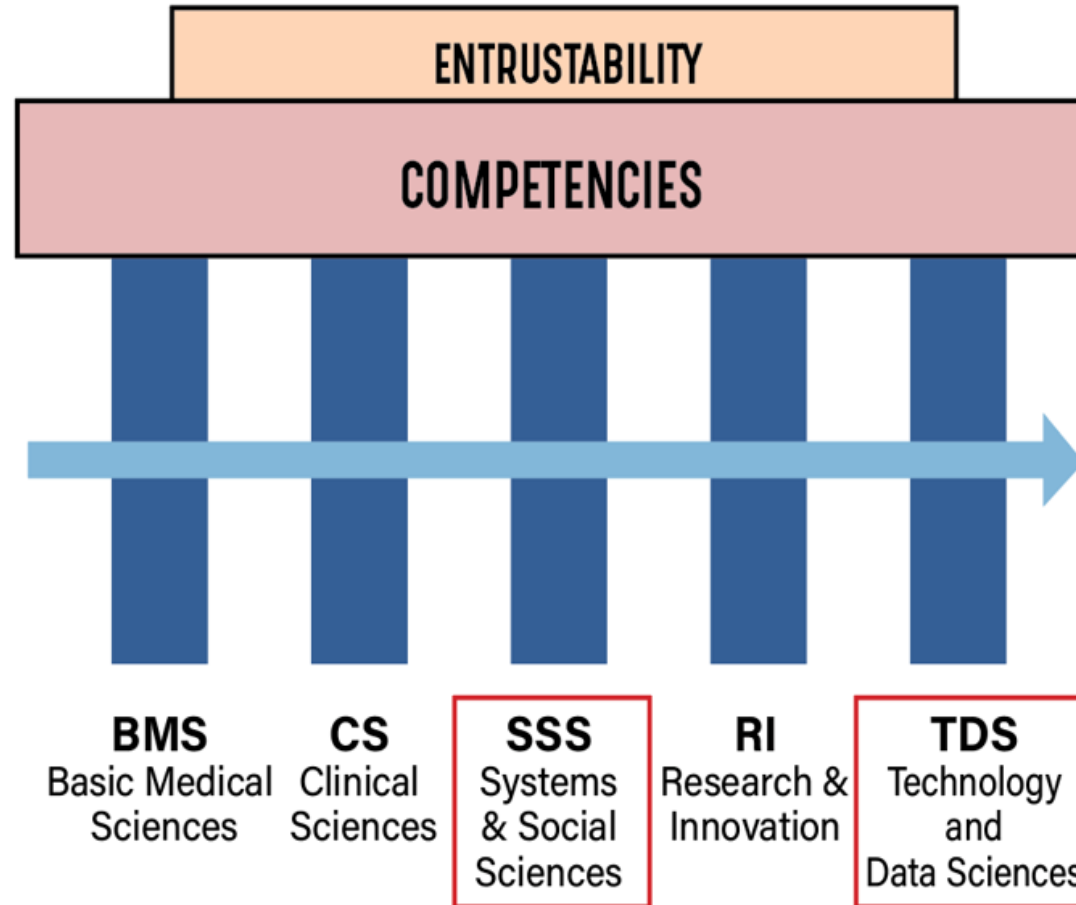 ENTRUSTABILITY
COMPETENCIES
BMS
Basic Medical
Sciences
CS
Clinical
Sciences
SSS
Systems
& Social
Sciences
RI
Research &
Innovation
TDS
Technology
and
Data Sciences